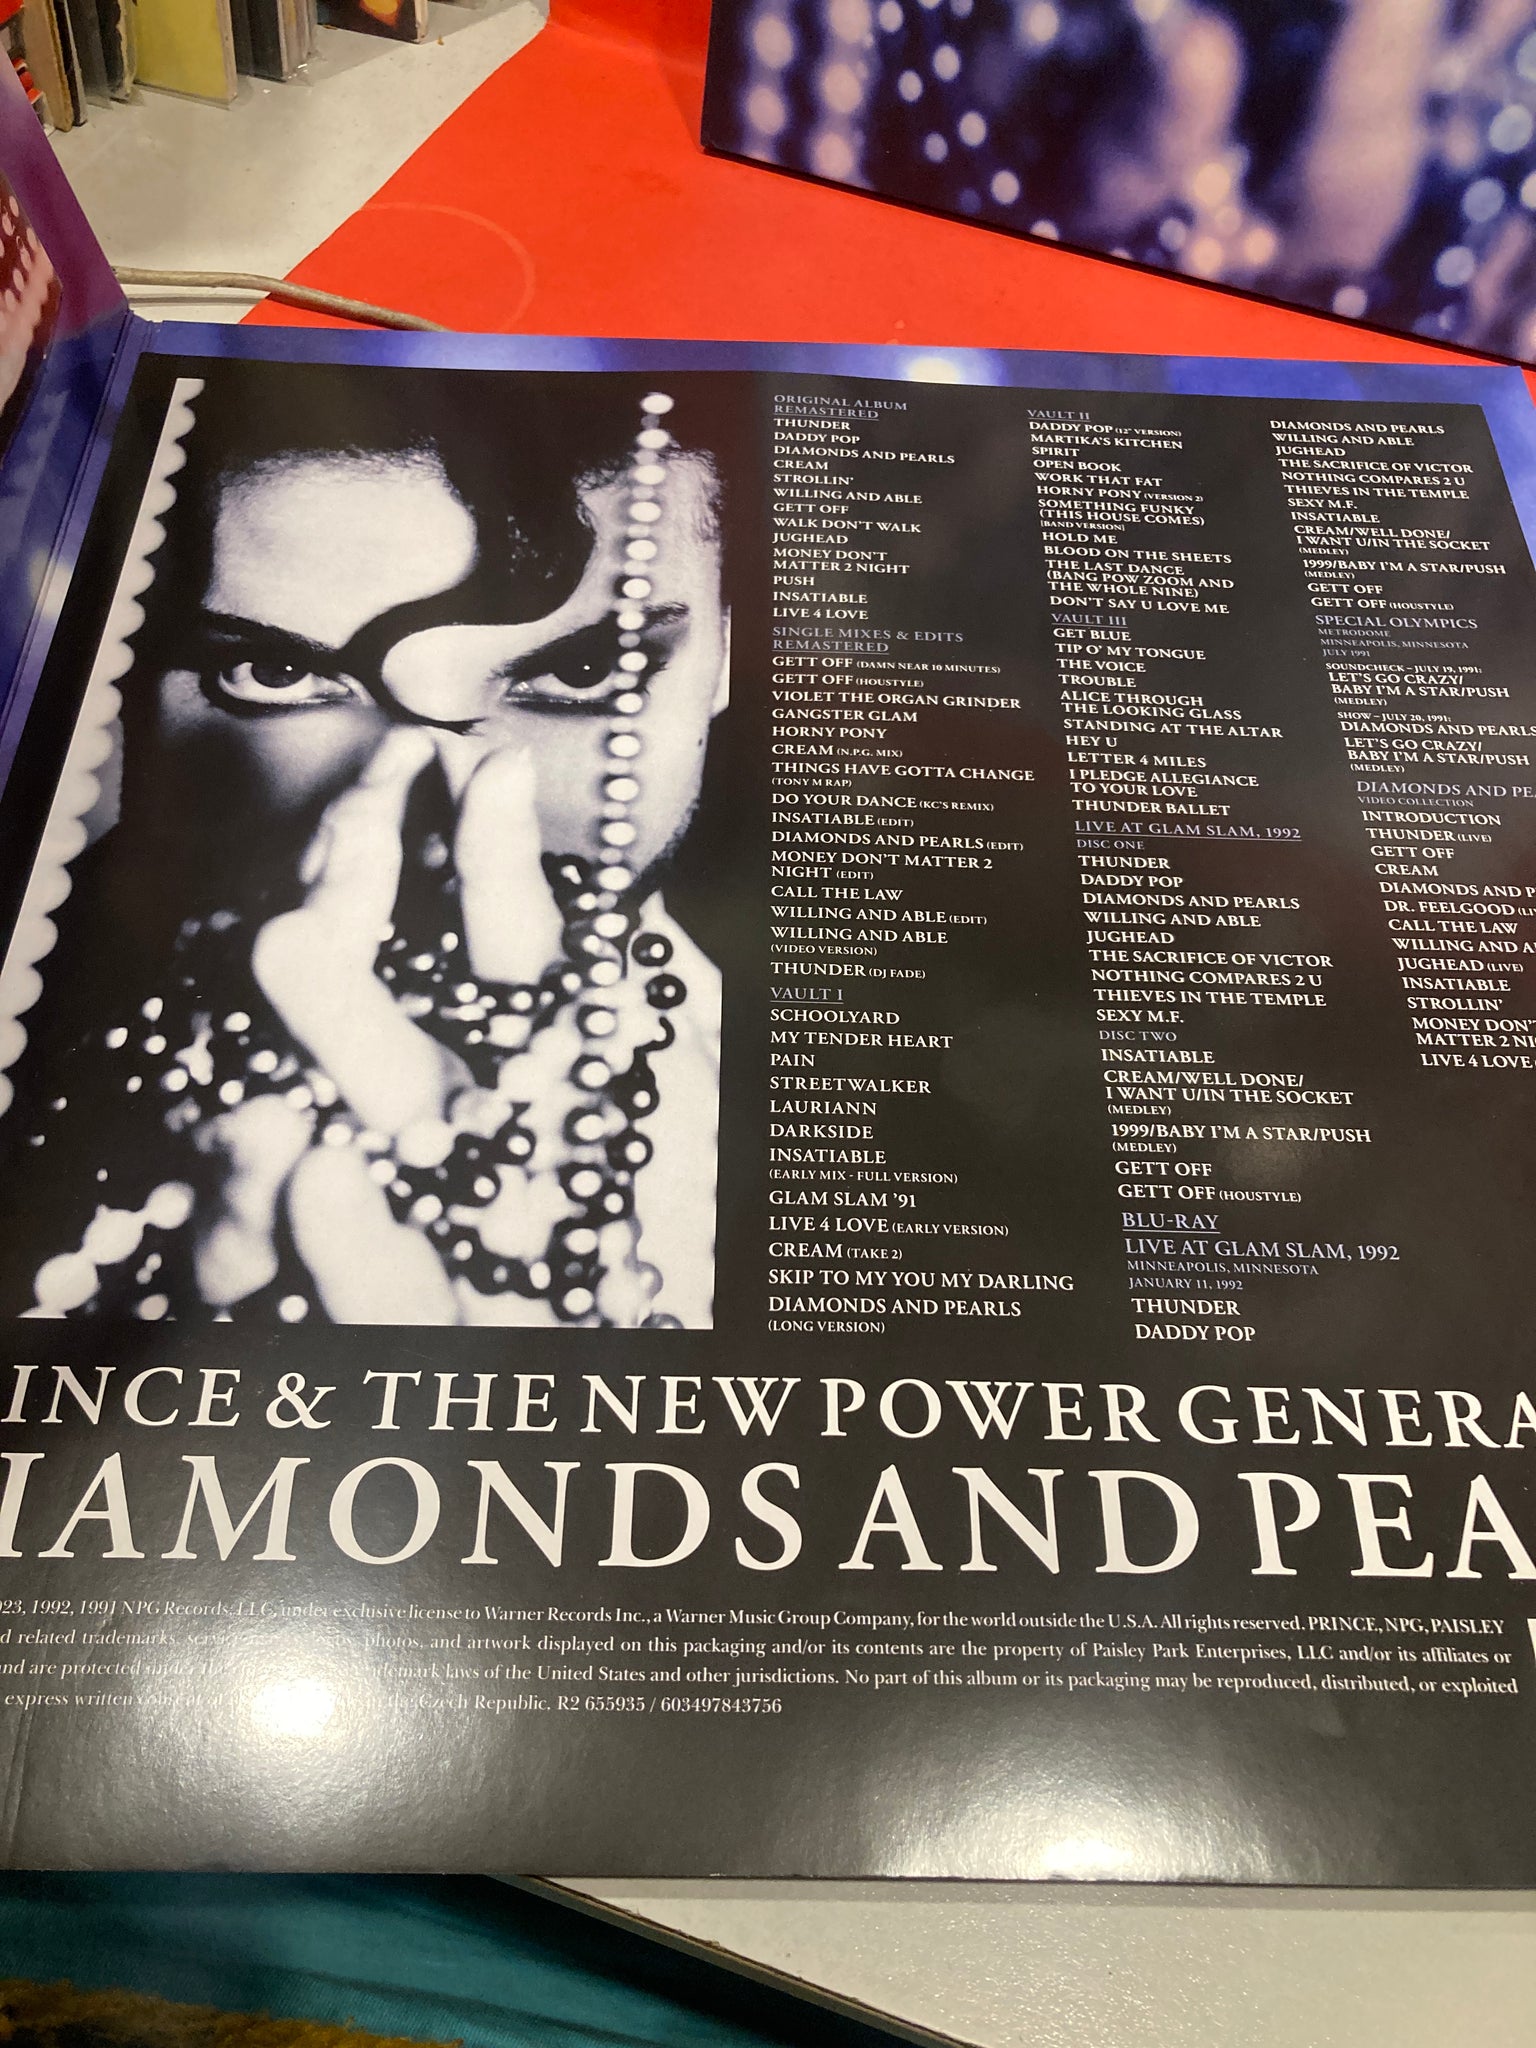 ORIGINAL ALBUM
REMASTERED
THUNDER
DADDY POP
DIAMONDS AND PEARLS
CREAM
STROLLIN'
WILLING AND ABLE
GETT OFF
WALK DON'T WALK
JUGHEAD
MONEY DON'T
MATTER 2 NIGHT
PUSH
INSATIABLE
LIVE 4 LOVE
SINGLE MIXES & EDITS
REMASTERED
GETT OFF (DAMN NEAR 10 MINUTES)
GETT OFF (HOUSTYLE)
VIOLET THE ORGAN GRINDER
GANGSTER GLAM
HORNY PONY
CREAM (N.P.G. MIX)
THINGS HAVE GOTTA CHANGE
(TONY M RAP)
DO YOUR DANCE (KC'S REMIX)
INSATIABLE (EDIT)
DIAMONDS AND PEARLS (EDIT)
MONEY DON'T MATTER 2
NIGHT (EDIT)
CALL THE LAW
WILLING AND ABLE (EDIT)
WILLING AND ABLE
(VIDEO VERSION)
THUNDER (DJ FADE)
VAULT I
SCHOOLYARD
MY TENDER HEART
PAIN
STREETWALKER
LAURIANN
DARKSIDE
INSATIABLE
(EARLY MIX - FULL VERSION)
GLAM SLAM '91
LIVE 4 LOVE (EARLY VERSION)
CREAM (TAKE 2)
SKIP TO MY YOU MY DARLING
DIAMONDS AND PEARLS
(LONG VERSION)
VAULT II
DADDY POP (12" VERSION)
MARTIKA'S KITCHEN
SPIRIT
OPEN BOOK
WORK THAT FAT
HORNY PONY (VERSION 2)
SOMETHING FUNKY
(THIS HOUSE COMES)
[BAND VERSION]
HOLD ME
BLOOD ON THE SHEETS
THE LAST DANCE
(BANG POW ZOOM AND
THE WHOLE NINE)
DON'T SAY U LOVE ME
VAULT III
GET BLUE
TIP O' MY TONGUE
THE VOICE
TROUBLE
ALICE THROUGH
THE LOOKING GLASS
STANDING AT THE ALTAR
HEY U
LETTER 4 MILES
I PLEDGE ALLEGIANCE
TO YOUR LOVE
THUNDER BALLET
LIVE AT GLAM SLAM, 1992
DISC ONE
THUNDER
DADDY POP
DIAMONDS AND PEARLS
WILLING AND ABLE
JUGHEAD
THE SACRIFICE OF VICTOR
NOTHING COMPARES 2 U
THIEVES IN THE TEMPLE
SEXY M.F.
DISC TWO
INSATIABLE
CREAM/WELL DONE/
I WANT U/IN THE SOCKET
(MEDLEY)
1999/BABY I'M A STAR/PUSH
(MEDLEY)
GETT OFF
GETT OFF (HOUSTYLE)
BLU-RAY
LIVE AT GLAM SLAM, 1992
MINNEAPOLIS, MINNESOTA
JANUARY 11, 1992
THUNDER
DADDY POP
DIAMONDS AND PEARLS
WILLING AND ABLE
JUGHEAD
THE SACRIFICE OF VICTOR
NOTHING COMPARES 2 U
THIEVES IN THE TEMPLE
SEXY M.F.
INSATIABLE
CREAM/WELL DONE/
I WANT U/IN THE SOCKET
(MEDLEY)
1999/BABY I'M A STAR/PUSH
(MEDLEY)
GETT OFF
GETT OFF (HOUSTYLE)
SPECIAL OLYMPICS
METRODOME
MINNEAPOLIS, MINNESOTA
JULY 1991
SOUNDCHECK – JULY 19, 1991:
LET'S GO CRAZY/
BABY I'M A STAR/PUSH
(MEDLEY)
SHOW – JULY 20, 1991:
DIAMONDS AND PEARLS
LET'S GO CRAZY/
BABY I'M A STAR/PUSH
(MEDLEY)
DIAMONDS AND PEA
VIDEO COLLECTION
INTRODUCTION
THUNDER (LIVE)
GETT OFF
CREAM
DIAMONDS AND P
DR. FEELGOOD (LI
CALL THE LAW
WILLING AND A
JUGHEAD (LIVE)
INSATIABLE
STROLLIN'
MONEY DON'T
MATTER 2 NI
LIVE 4 LOVE
INCE & THE NEW POWER GENERA
IAMONDS AND PEA
23, 1992, 1991 NPG Records, LLC, under exclusive license to Warner Records Inc., a Warner Music Group Company, for the world outside the U.S.A. All rights reserved. PRINCE, NPG, PAISLEY
d related trademarks, photos, and artwork displayed on this packaging and/or its contents are the property of Paisley Park Enterprises, LLC and/or its affiliates or
nd are protected under the laws of the United States and other jurisdictions. No part of this album or its packaging may be reproduced, distributed, or exploited
express written Czech Republic. R2 655935 / 603497843756